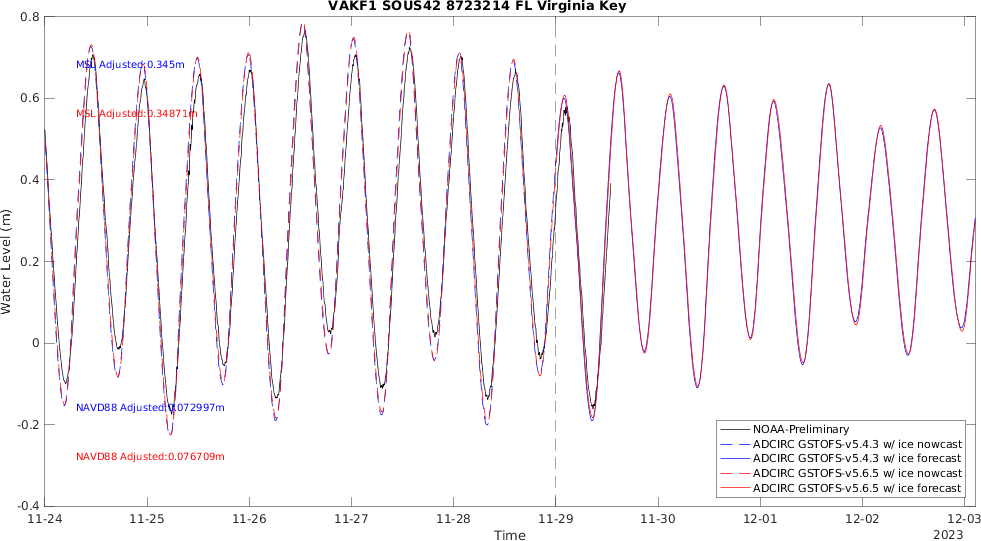 VAKF1 SOUS42 8723214 FL Virginia Key
0.8
0.6
0.4
0.2
0
-0.2
-0.4
Water Level (m)
MSL Adjusted:0.345m
MSL Adjusted:0.34871m
NAVD88 Adjusted:0.072997m
NAVD88 Adjusted:0.076709m
NOAA-Preliminary
ADCIRC GSTOFS-v5.4.3 w/ ice nowcast
ADCIRC GSTOFS-v5.4.3 w/ ice forecast
ADCIRC GSTOFS-v5.6.5 w/ ice nowcast
ADCIRC GSTOFS-v5.6.5 w/ ice forecast
11-24 11-25 11-26 11-27 11-28 11-29 11-30 12-01 12-02 12-03
Time
2023